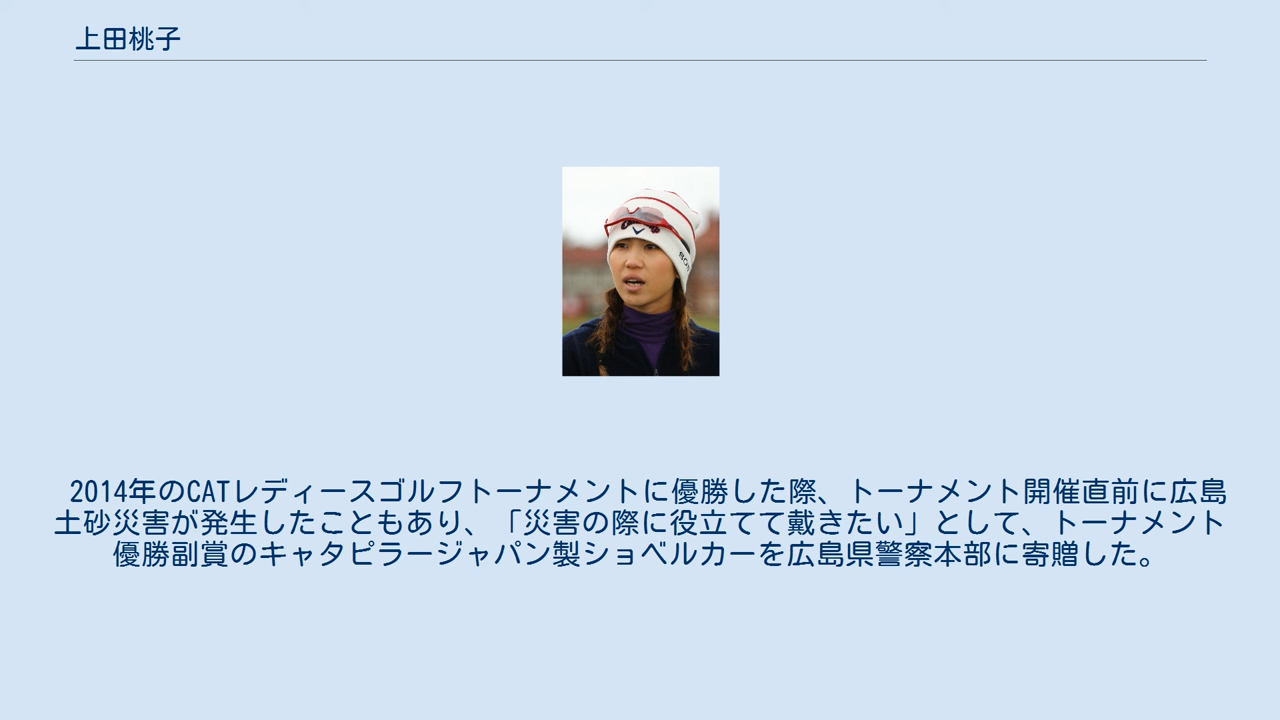 上田桃子
2014年のCATレディースゴルフトーナメントに優勝した際、トーナメント開催直前に広島
土砂災害が発生したこともあり、「災害の際に役立てて戴きたい」として、トーナメント
優勝副賞のキャタピラージャパン製ショベルカーを広島県警察本部に寄贈した。